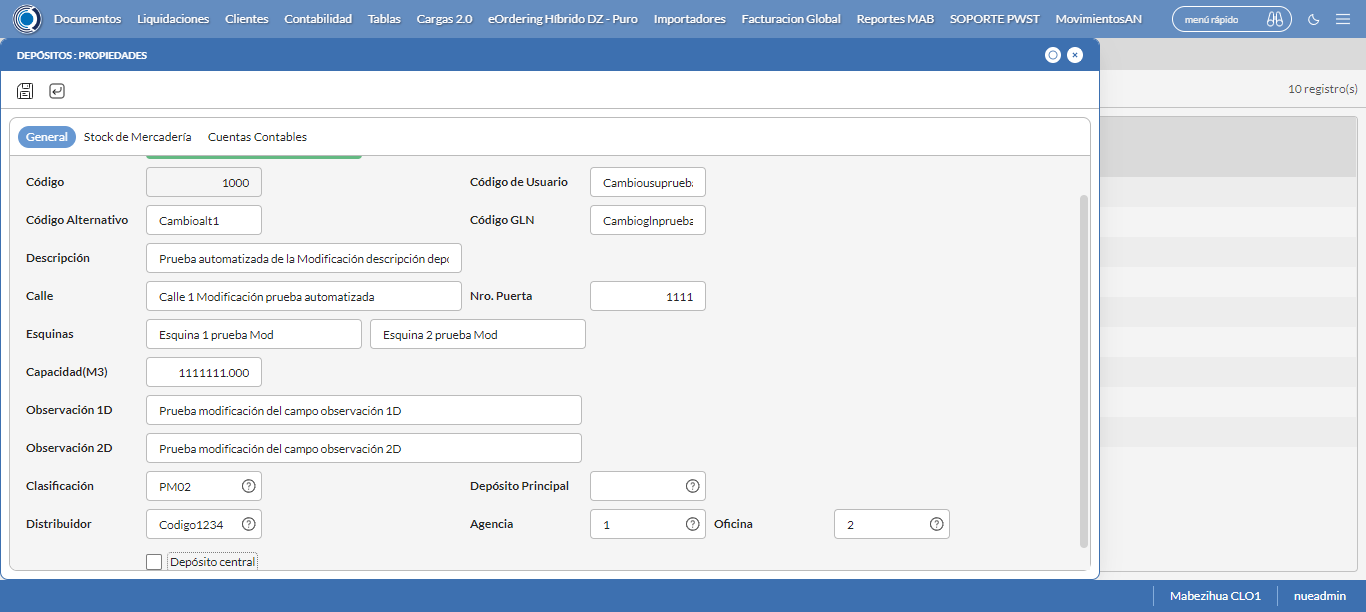 Documentos Liquidaciones Clientes Contabilidad Tablas Cargas 2.0 eOrdering Híbrido DZ - Puro Importadores Facturacion Global Reportes MAB SOPORTE PWST MovimientosAN menú rápido
DEPÓSITOS : PROPIEDADES
10 registro(s)
General Stock de Mercadería Cuentas Contables
Código 1000 Código de Usuario Cambiousuprueb
Código Alternativo Cambioalt1 Código GLN Cambioglnprueba
Descripción Prueba automatizada de la Modificación descripción depo
Calle Calle 1 Modificación prueba automatizada Nro. Puerta 1111
Esquinas Esquina 1 prueba Mod Esquina 2 prueba Mod
Capacidad(M3) 1111111.000
Observación 1D Prueba modificación del campo observación 1D
Observación 2D Prueba modificación del campo observación 2D
Clasificación PM02 Depósito Principal
Distribuidor Codigo1234 Agencia 1 Oficina 2
Depósito central
Mabezihua CLO1 nueadmin